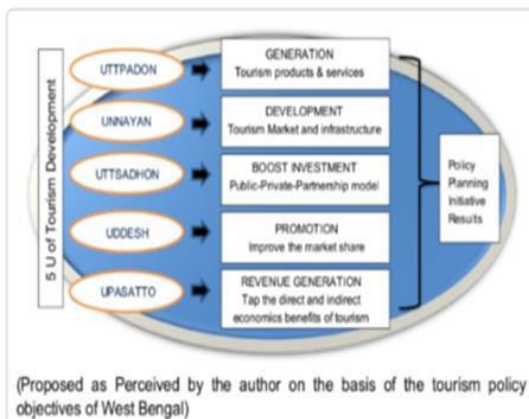 5 U of Tourism Development
UTTPADON
GENERATION
Tourism products & services
UNNAYAN
DEVELOPMENT
Tourism Market and infrastructure
UTTSADHON
BOOST INVESTMENT
Public-Private-Partnership model
UDDESH
PROMOTION
Improve the market share
UPASATTO
REVENUE GENERATION
Tap the direct and indirect
economics benefits of tourism
Policy
Planning
Initiative
Results
(Proposed as Perceived by the author on the basis of the tourism policy
objectives of West Bengal)